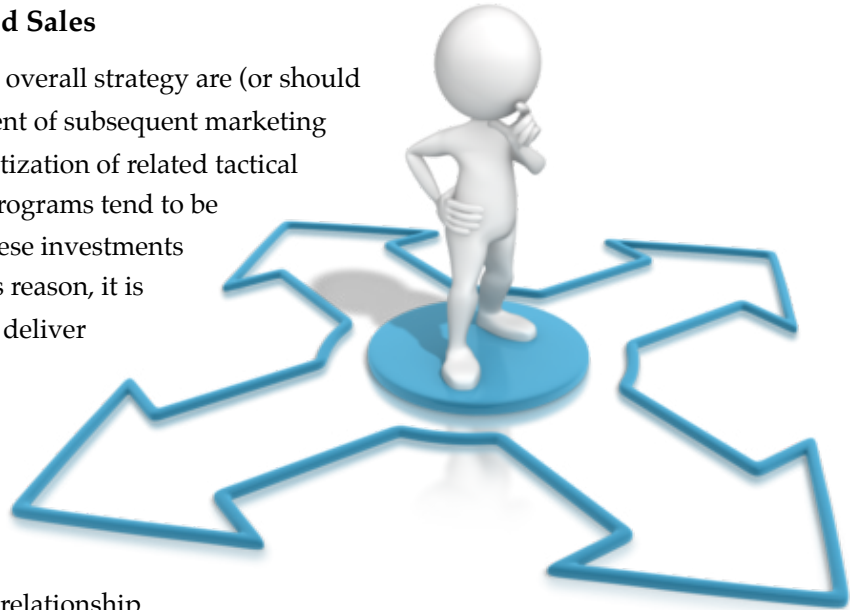 d Sales
overall strategy are (or should
ent of subsequent marketing
tization of related tactical
rograms tend to be
ese investments
s reason, it is
deliver
relationship